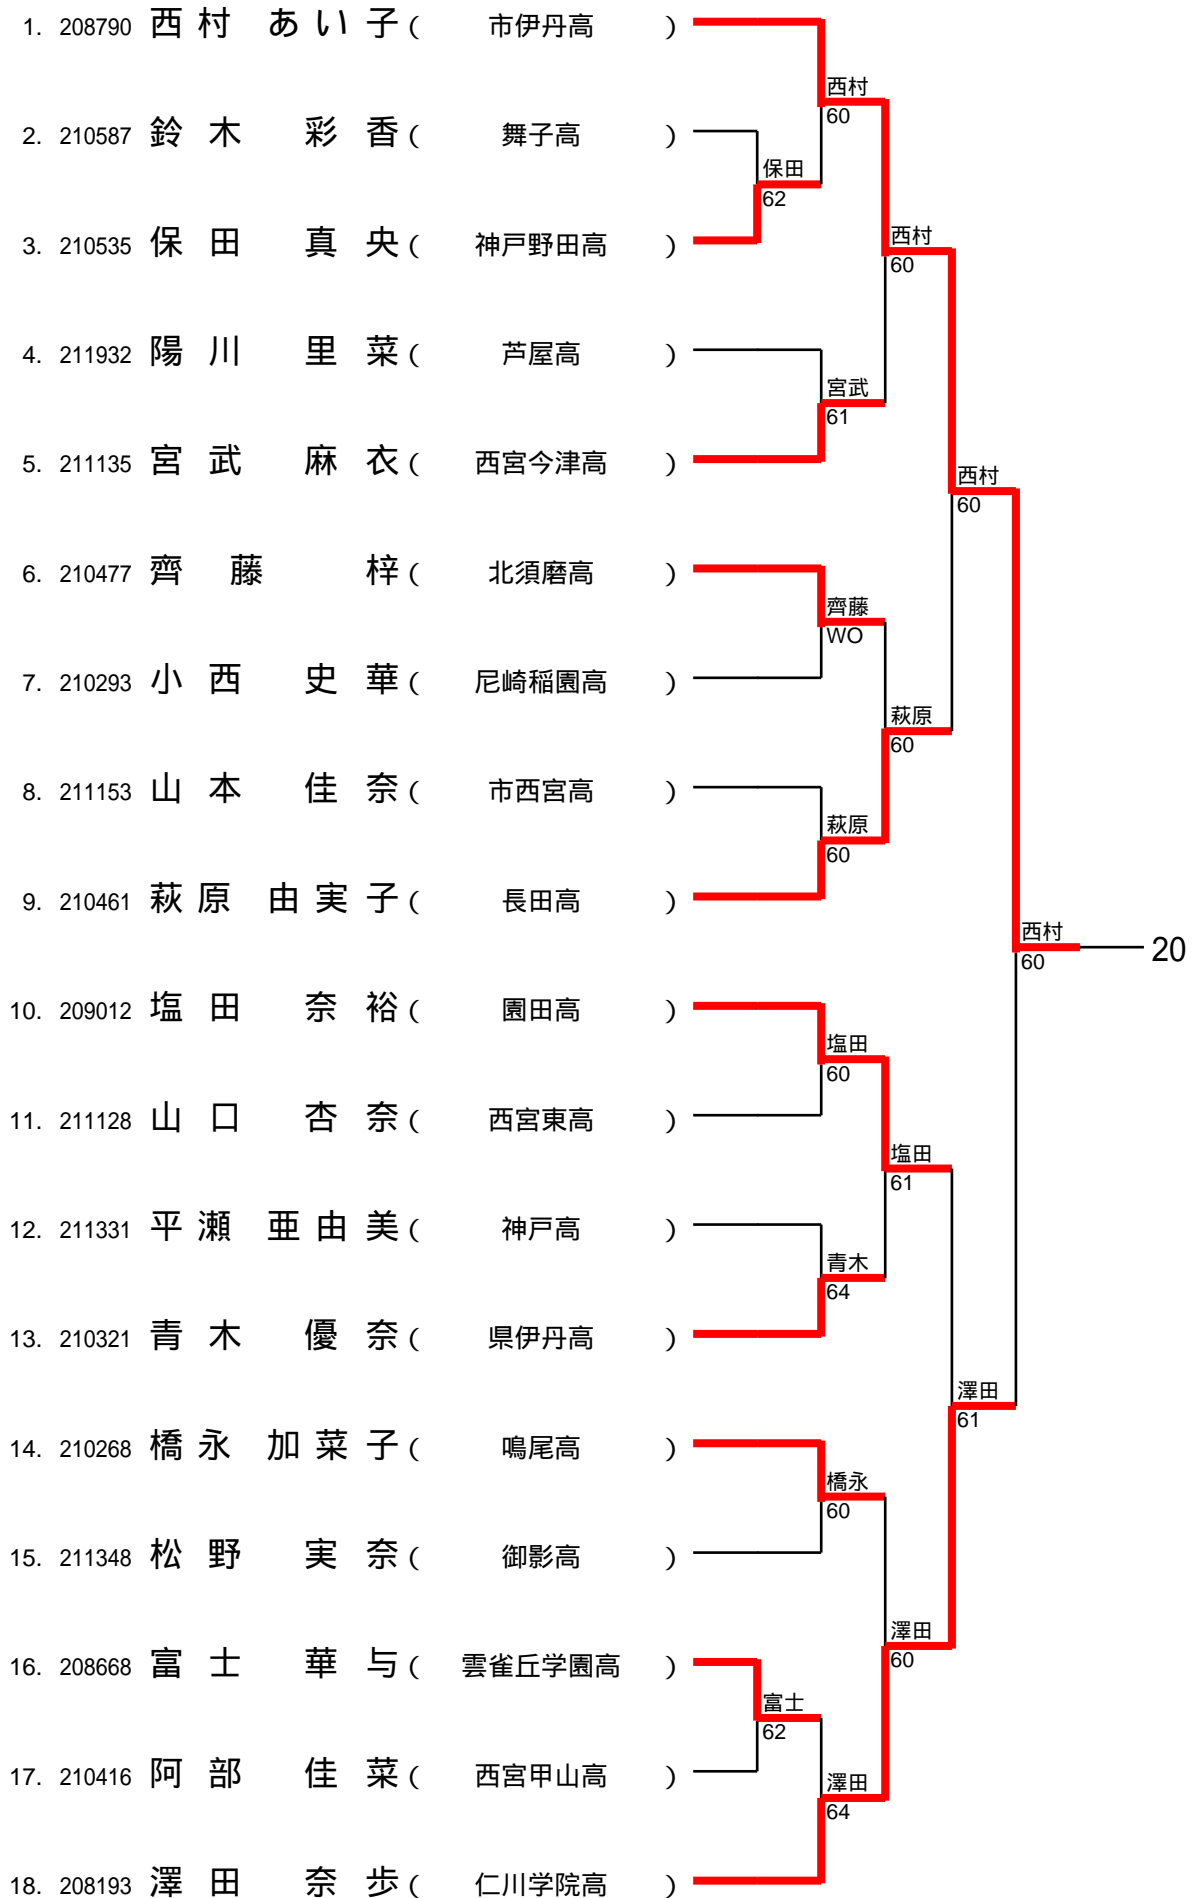 1. 208790 西村 あい子 ( 市伊丹高 )
西村
60
2. 210587 鈴木 彩香 ( 舞子高 )
保田
62
3. 210535 保田 真央 ( 神戸野田高 )
西村
60
4. 211932 陽川 里菜 ( 芦屋高 )
宮武
61
5. 211135 宮武 麻衣 ( 西宮今津高 )
西村
60
6. 210477 齊藤 梓 ( 北須磨高 )
齊藤
WO
7. 210293 小西 史華 ( 尼崎稲園高 )
萩原
60
8. 211153 山本 佳奈 ( 市西宮高 )
萩原
60
9. 210461 萩原 由実子 ( 長田高 )
西村
60
20
10. 209012 塩田 奈裕 ( 園田高 )
塩田
60
11. 211128 山口 杏奈 ( 西宮東高 )
塩田
61
12. 211331 平瀬 亜由美 ( 神戸高 )
青木
64
13. 210321 青木 優奈 ( 県伊丹高 )
澤田
61
14. 210268 橋永 加菜子 ( 鳴尾高 )
橋永
60
15. 211348 松野 実奈 ( 御影高 )
澤田
60
16. 208668 富士 華与 ( 雲雀丘学園高 )
富士
62
17. 210416 阿部 佳菜 ( 西宮甲山高 )
澤田
64
18. 208193 澤田 奈歩 ( 仁川学院高 )